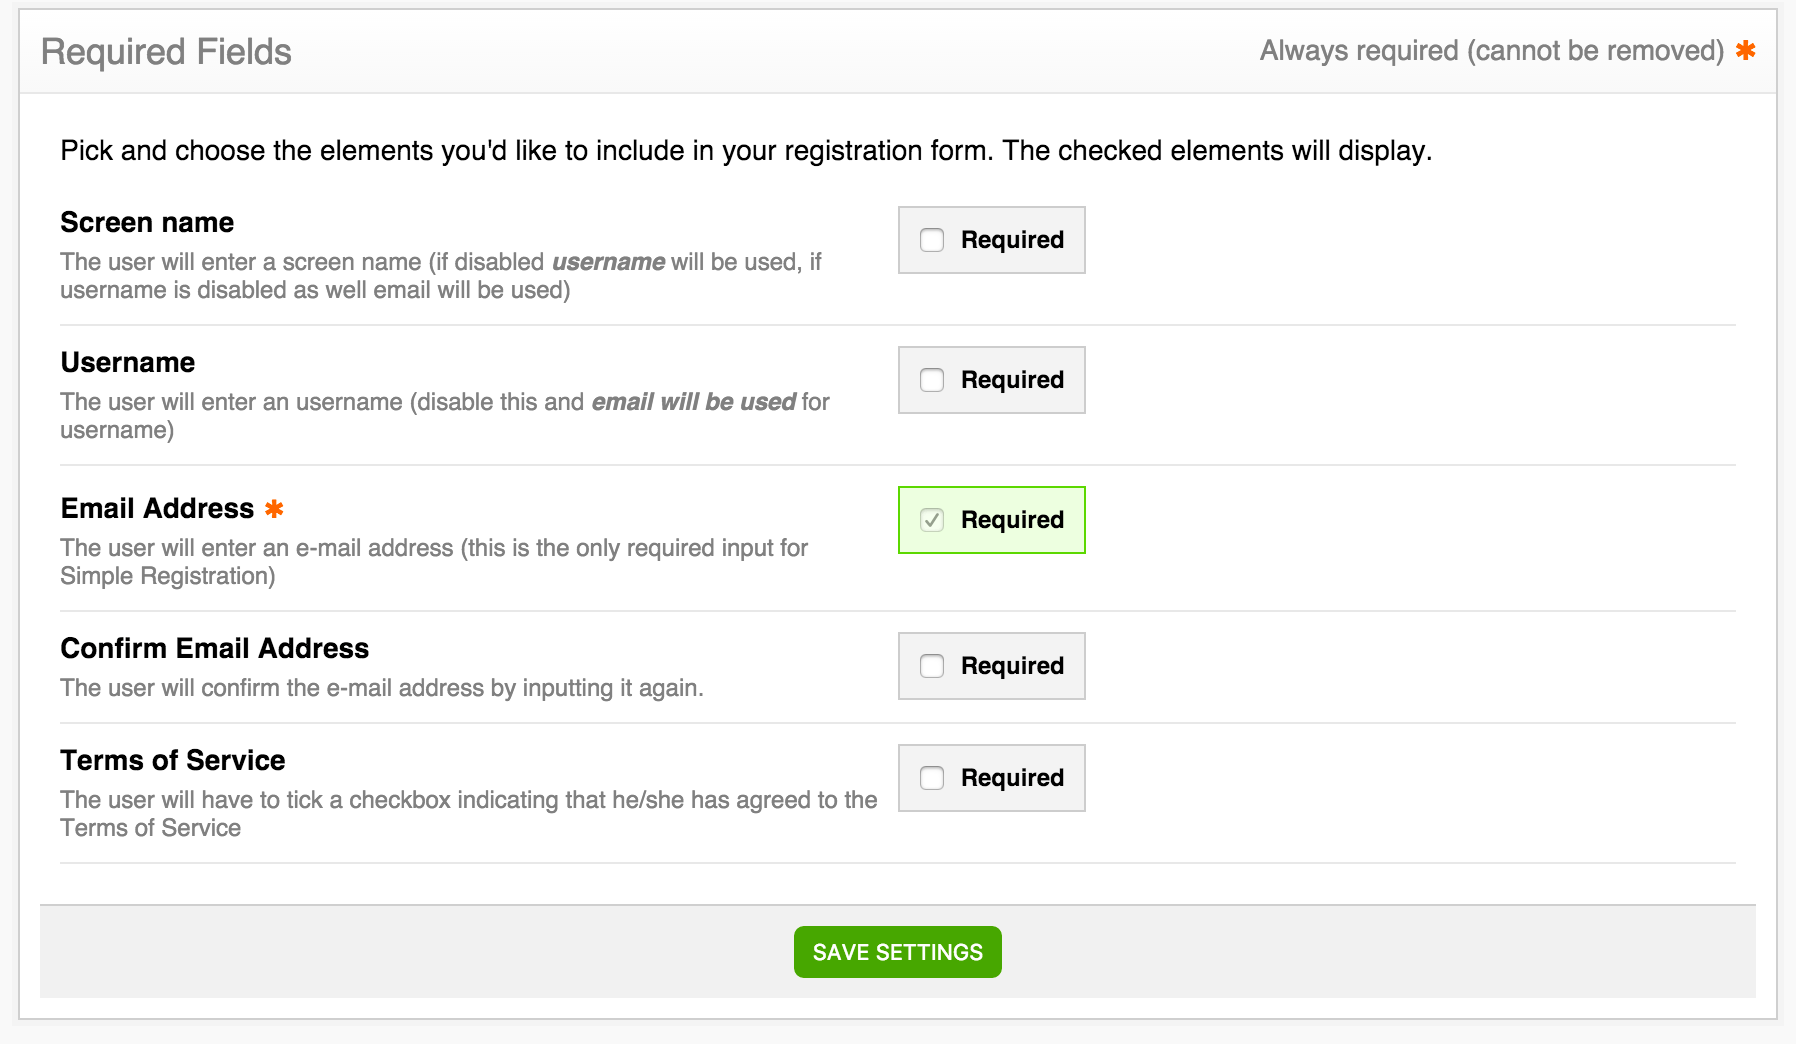 Required Fields
Always required (cannot be removed) ✱
Pick and choose the elements you'd like to include in your registration form. The checked elements will display.
Screen name
Required
The user will enter a screen name (if disabled username will be used, if
username is disabled as well email will be used)
Username
Required
The user will enter an username (disable this and email will be used for
username)
Email Address ✱
Required
The user will enter an e-mail address (this is the only required input for
Simple Registration)
Confirm Email Address
Required
The user will confirm the e-mail address by inputting it again.
Terms of Service
Required
The user will have to tick a checkbox indicating that he/she has agreed to the
Terms of Service
SAVE SETTINGS